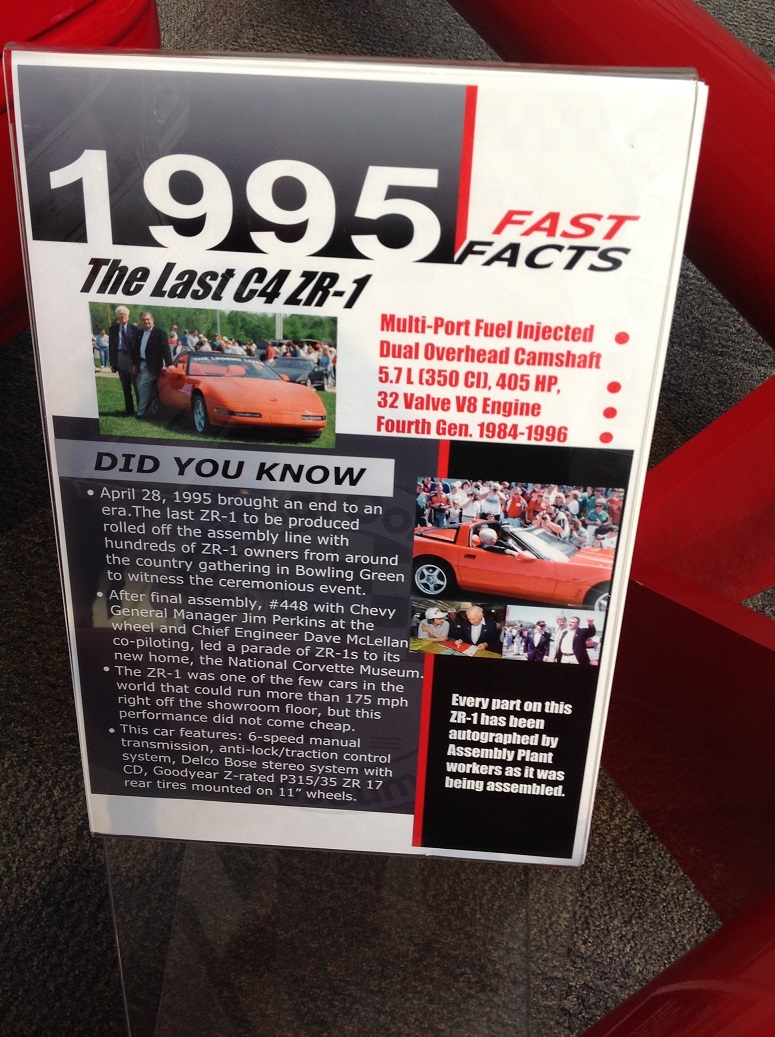 1995
FAST
FACTS
The Last C4 ZR-1
Multi-Port Fuel Injected
Dual Overhead Camshaft
5.7 L (350 CI), 405 HP,
32 Valve V8 Engine
Fourth Gen. 1984-1996
DID YOU KNOW
• April 28, 1995 brought an end to an
era.The last ZR-1 to be produced
rolled off the assembly line with
hundreds of ZR-1 owners from around
the country gathering in Bowling Green
to witness the ceremonious event.
• After final assembly, #448 with Chevy
General Manager Jim Perkins at the
wheel and Chief Engineer Dave McLellan
co-piloting, led a parade of ZR-1s to its
new home, the National Corvette Museum.
• The ZR-1 was one of the few cars in the
world that could run more than 175 mph
right off the showroom floor, but this
performance did not come cheap.
• This car features: 6-speed manual
transmission, anti-lock/traction control
system, Delco Bose stereo system with
CD, Goodyear Z-rated P315/35 ZR 17
rear tires mounted on 11" wheels.
Every part on this
ZR-1 has been
autographed by
Assembly Plant
workers as it was
being assembled.